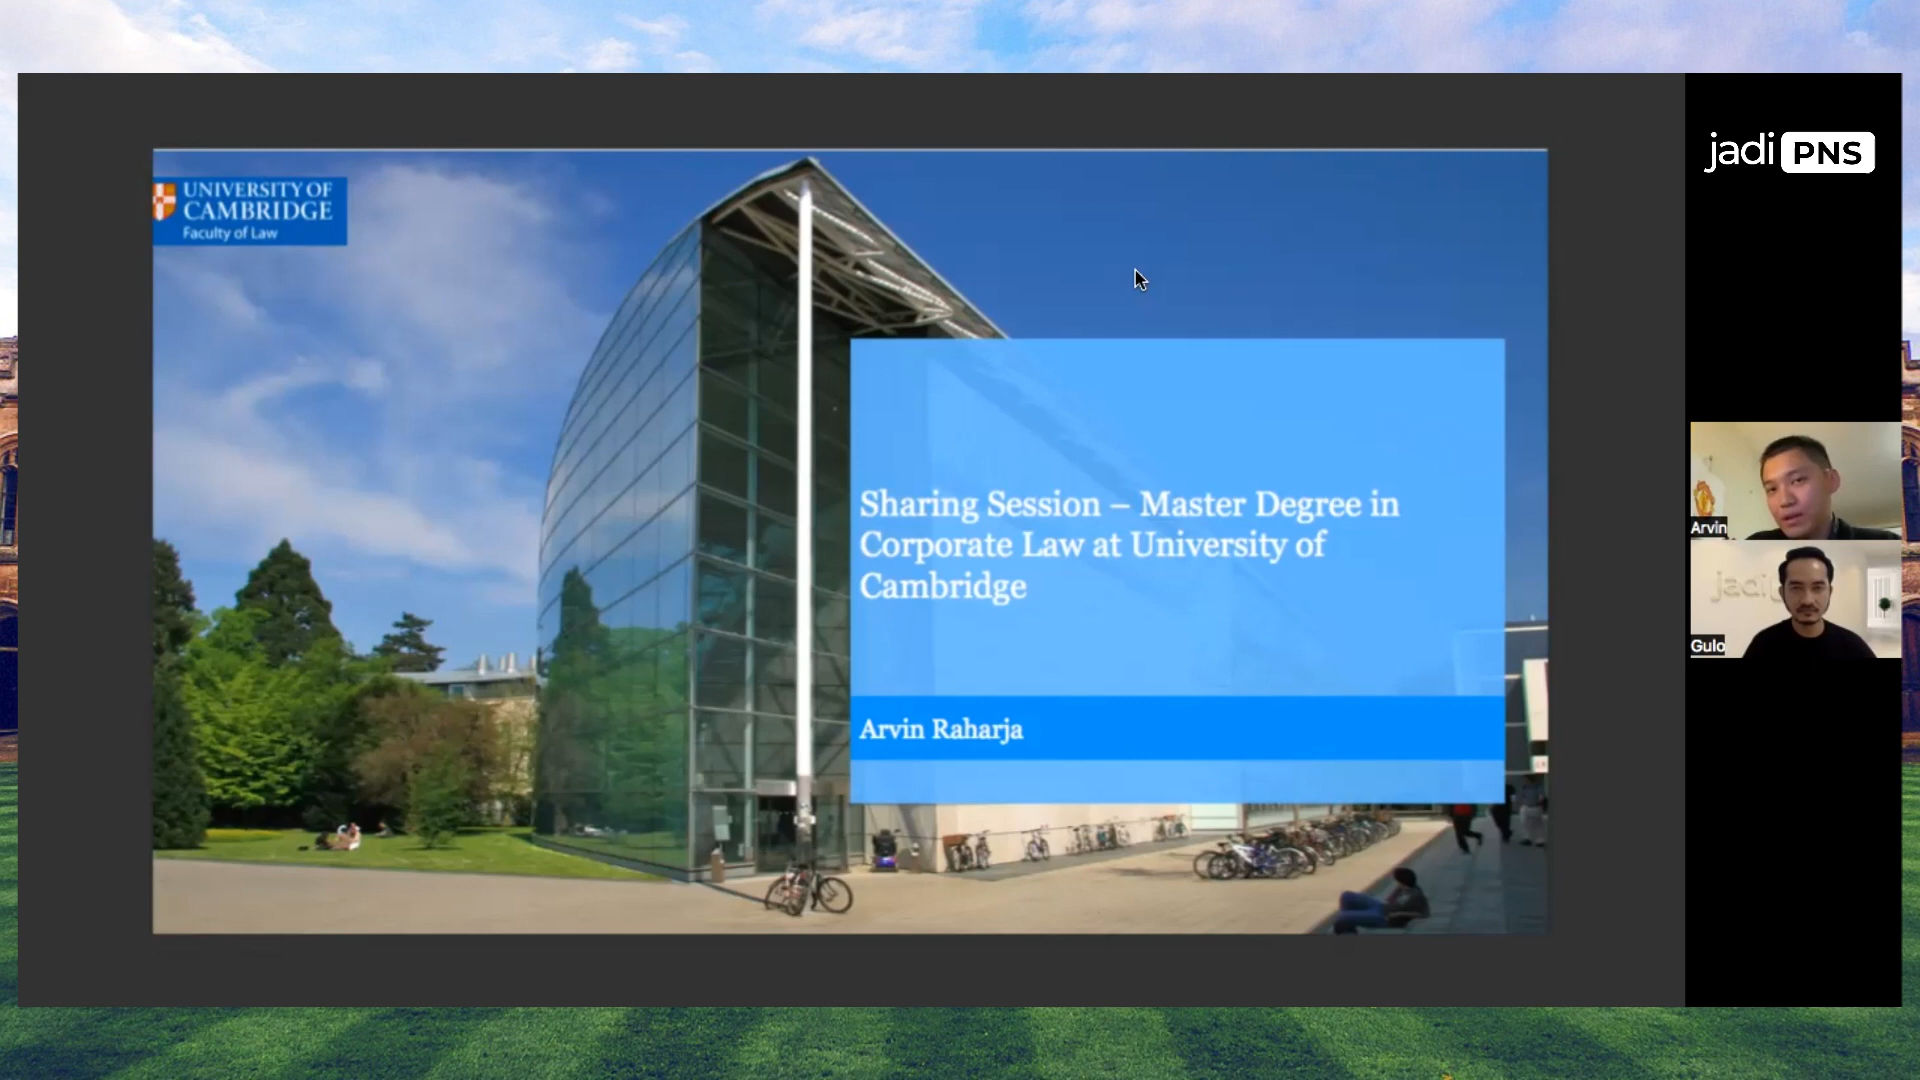 UNIVERSITY OF
CAMBRIDGE
Faculty of Law
Sharing Session – Master Degree in
Corporate Law at University of
Cambridge
Arvin Raharja
jadi PNS
Arvin
jadi
Gulo